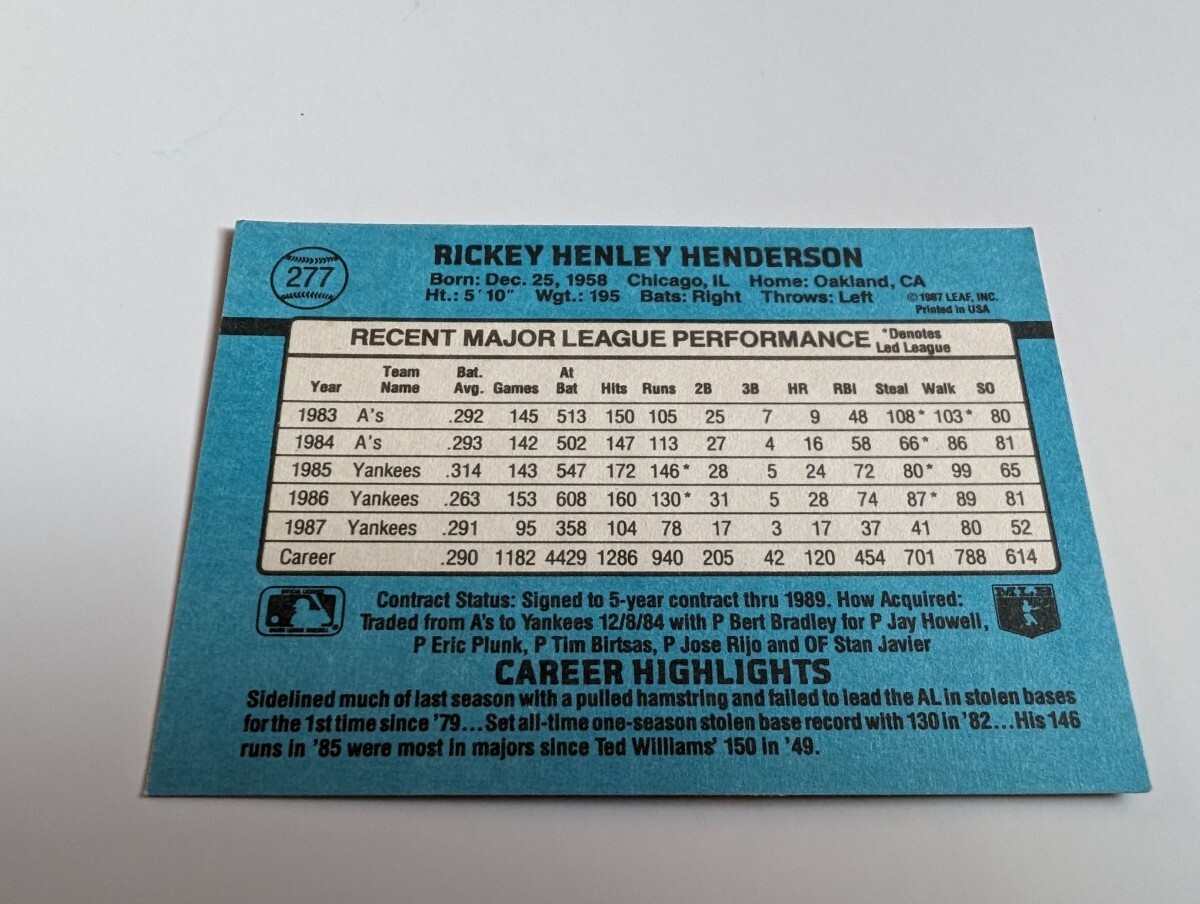 277
RICKEY HENLEY HENDERSON
Born: Dec. 25, 1958 Chicago, IL Home: Oakland, CA
Ht.: 5´10" Wgt.: 195 Bats: Right Throws: Left
©1987 LEAF, INC.
Printed in USA
RECENT MAJOR LEAGUE PERFORMANCE *Denotes Led League
Year Team Name Bat. Avg. Games At Bat Hits Runs 2B 3B HR RBI Steal Walk SO
1983 A's .292 145 513 150 105 25 7 9 48 108* 103* 80
1984 A's .293 142 502 147 113 27 4 16 58 66* 86 81
1985 Yankees .314 143 547 172 146* 28 5 24 72 80* 99 65
1986 Yankees .263 153 608 160 130* 31 5 28 74 87* 89 81
1987 Yankees .291 95 358 104 78 17 3 17 37 41 80 52
Career .290 1182 4429 1286 940 205 42 120 454 701 788 614
Contract Status: Signed to 5-year contract thru 1989. How Acquired:
Traded from A's to Yankees 12/8/84 with P Bert Bradley for P Jay Howell,
P Eric Plunk, P Tim Birtsas, P Jose Rijo and OF Stan Javier
MLB
CAREER HIGHLIGHTS
Sidelined much of last season with a pulled hamstring and failed to lead the AL in stolen bases
for the 1st time since '79...Set all-time one-season stolen base record with 130 in '82...His 146
runs in '85 were most in majors since Ted Williams' 150 in '49.